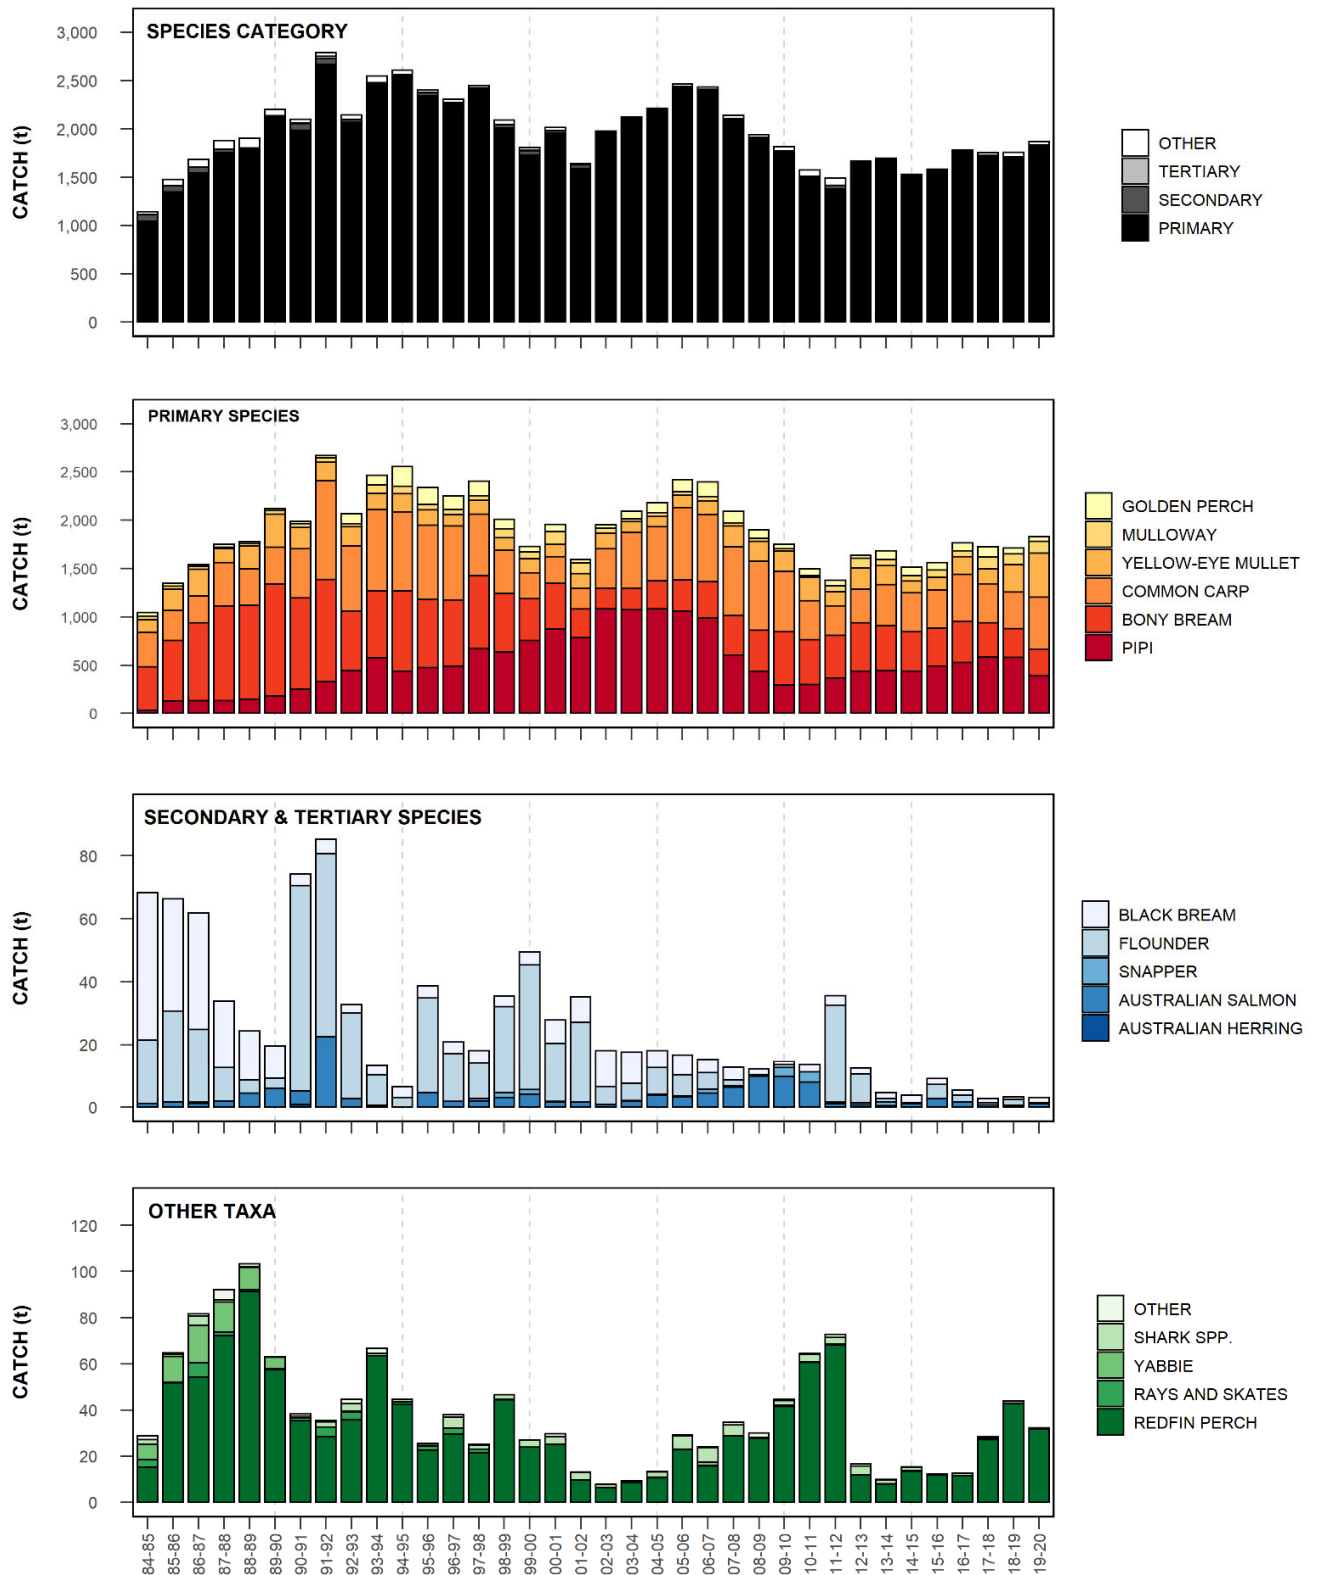 SPECIES CATEGORY
CATCH (t)
3,000
2,500
2,000
1,500
1,000
500
0
OTHER
TERTIARY
SECONDARY
PRIMARY
PRIMARY SPECIES
CATCH (t)
3,000
2,500
2,000
1,500
1,000
500
0
GOLDEN PERCH
MULLOWAY
YELLOW-EYE MULLET
COMMON CARP
BONY BREAM
PIPI
SECONDARY & TERTIARY SPECIES
CATCH (t)
80
60
40
20
0
BLACK BREAM
FLOUNDER
SNAPPER
AUSTRALIAN SALMON
AUSTRALIAN HERRING
OTHER TAXA
CATCH (t)
120
100
80
60
40
20
0
OTHER
SHARK SPP.
YABBIE
RAYS AND SKATES
REDFIN PERCH
84-85
85-86
86-87
87-88
88-89
89-90
90-91
91-92
92-93
93-94
94-95
95-96
96-97
97-98
98-99
99-00
00-01
01-02
02-03
03-04
04-05
05-06
06-07
07-08
08-09
09-10
10-11
11-12
12-13
13-14
14-15
15-16
16-17
17-18
18-19
19-20